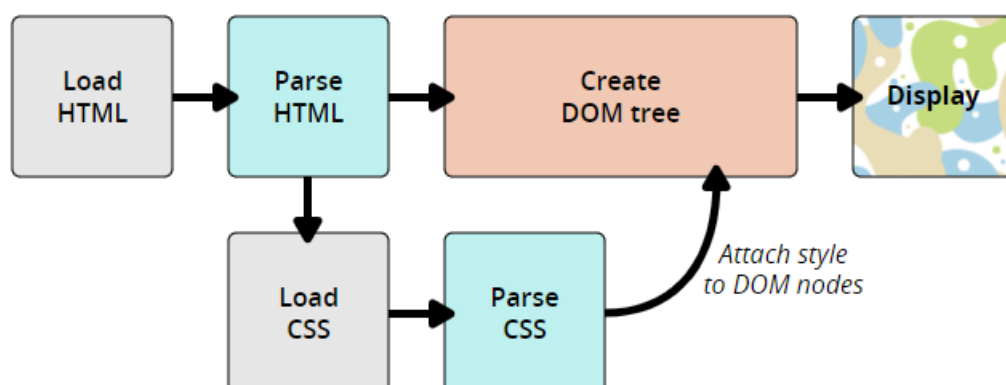 Load
HTML
Parse
HTML
Create
DOM tree
Display
Load
CSS
Parse
CSS
Attach style
to DOM nodes